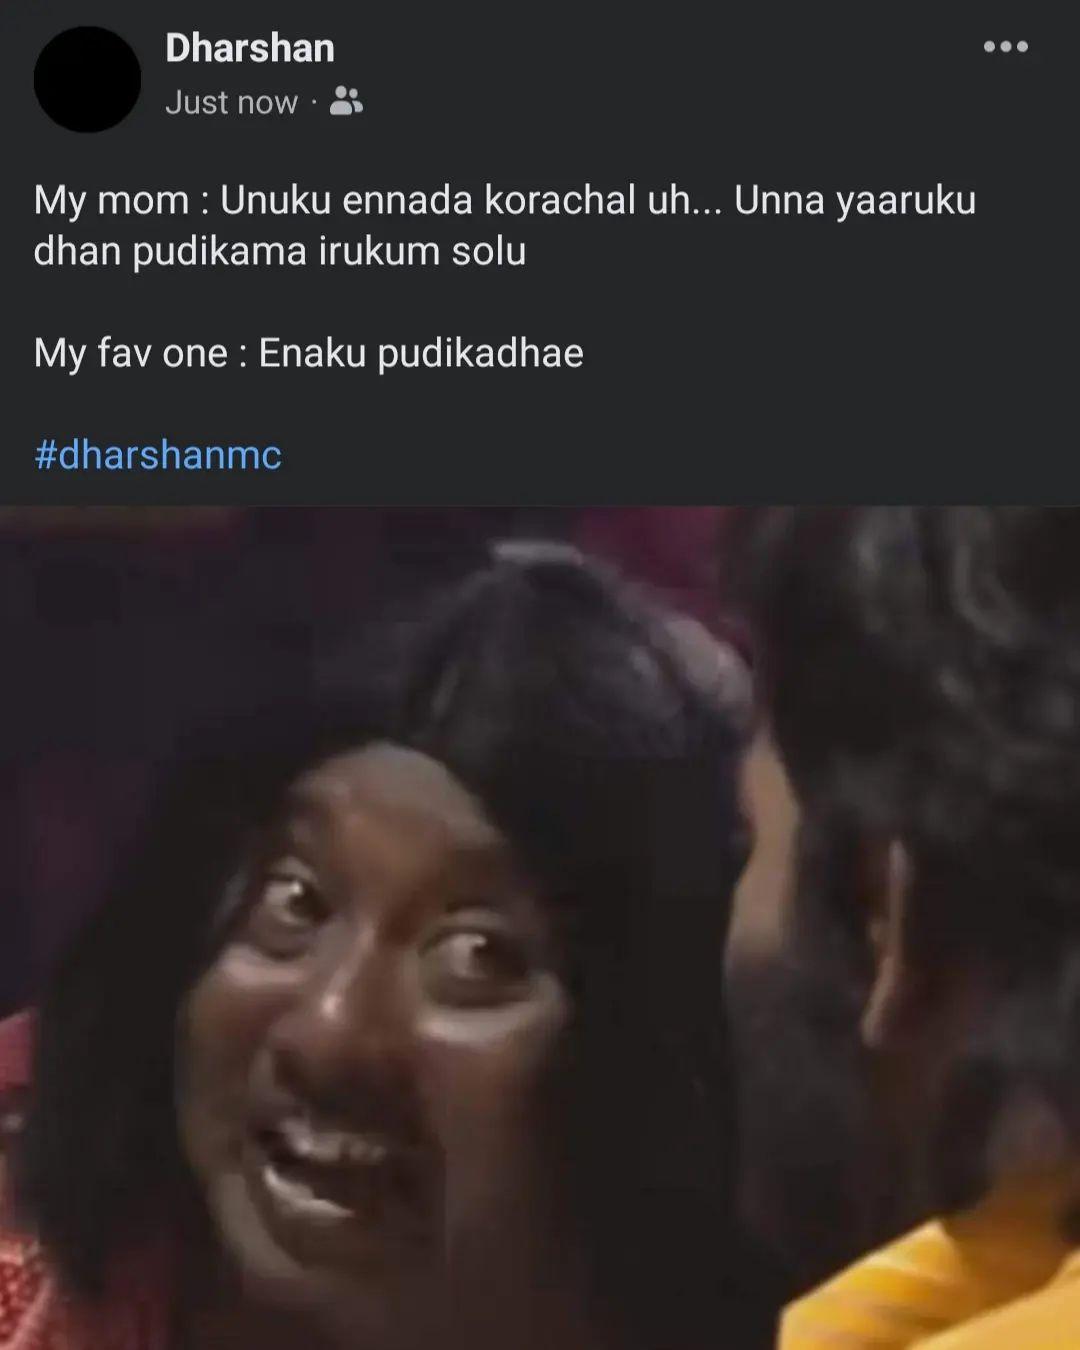 Dharshan
Just now ·
My mom : Unuku ennada korachal uh... Unna yaaruku
dhan pudikama irukum solu
My fav one : Enaku pudikadhae
#dharshanmc